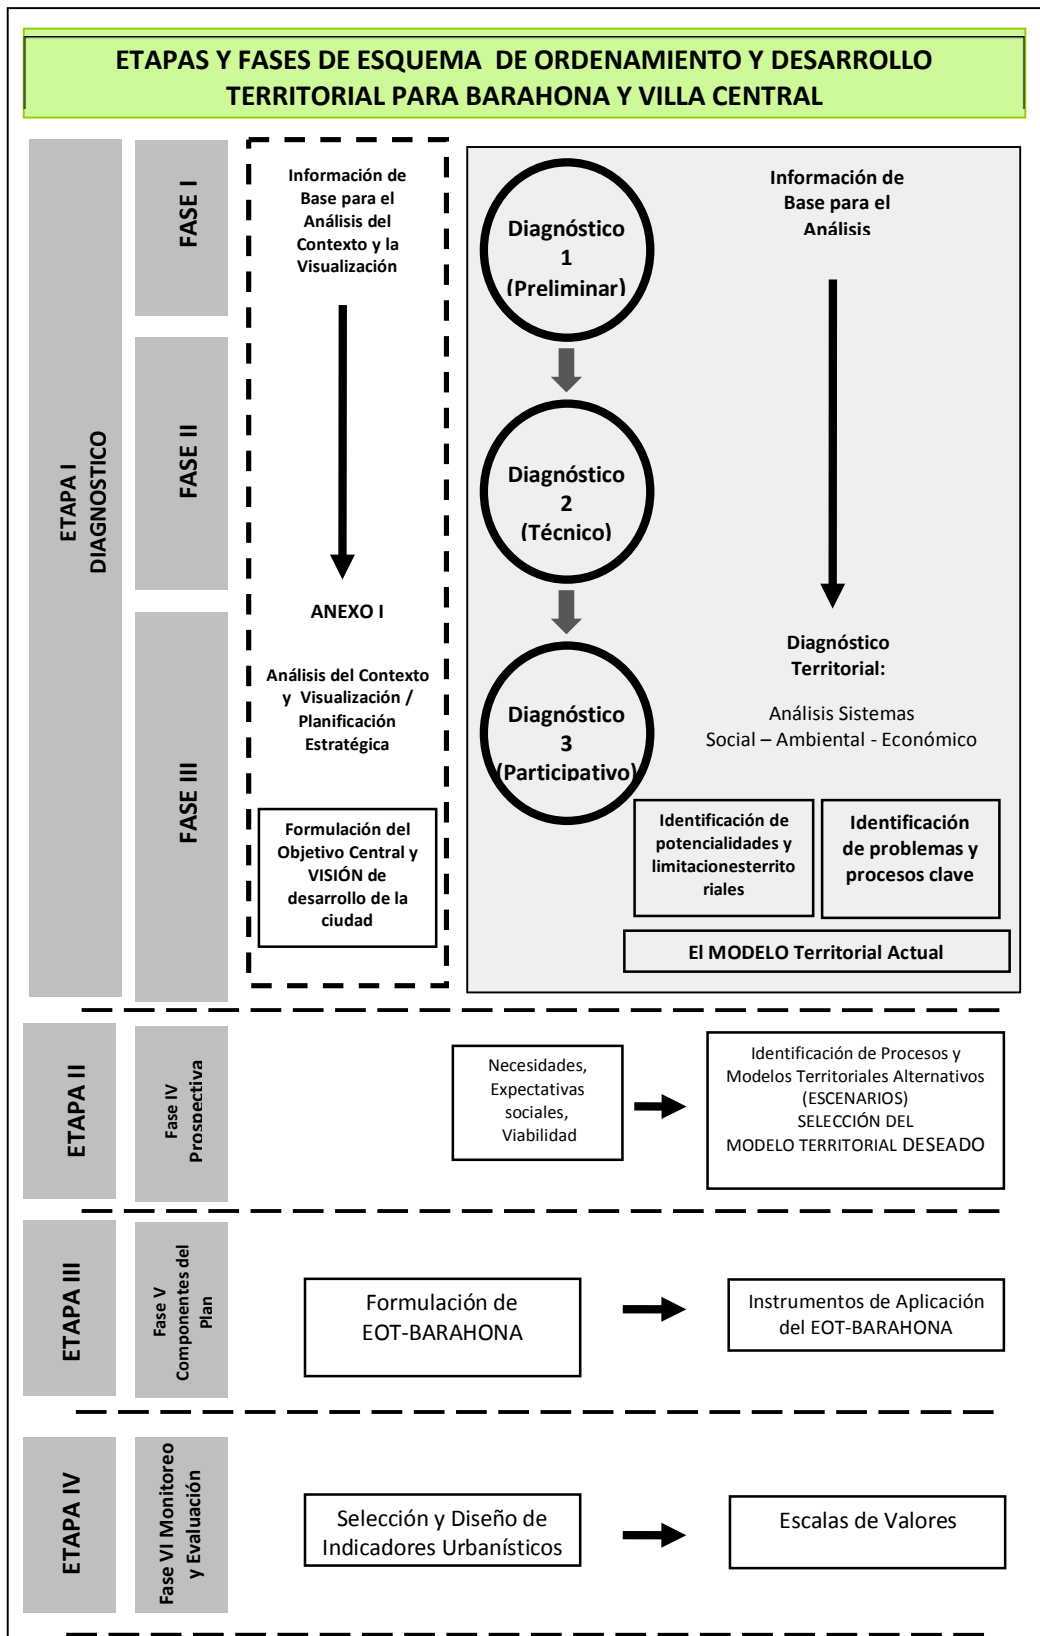 ETAPAS Y FASES DE ESQUEMA DE ORDENAMIENTO Y DESARROLLO
TERRITORIAL PARA BARAHONA Y VILLA CENTRAL
ETAPA I
DIAGNOSTICO
FASE I
FASE II
FASE III
Información de
Base para el
Análisis del
Contexto y la
Visualización
ANEXO I
Análisis del Contexto
y Visualización /
Planificación
Estratégica
Formulación del
Objetivo Central y
VISIÓN de
desarrollo de la
ciudad
Diagnóstico
1
(Preliminar)
Diagnóstico
2
(Técnico)
Diagnóstico
3
(Participativo)
Información de
Base para el
Análisis
Diagnóstico
Territorial:
Análisis Sistemas
Social – Ambiental - Económico
Identificación de
potencialidades y
limitacionesterrito
riales
Identificación
de problemas y
procesos clave
El MODELO Territorial Actual
ETAPA II
Fase IV
Prospectiva
Necesidades,
Expectativas
sociales,
Viabilidad
Identificación de Procesos y
Modelos Territoriales Alternativos
(ESCENARIOS)
SELECCIÓN DEL
MODELO TERRITORIAL DESEADO
ETAPA III
Fase V
Componentes del
Plan
Formulación de
EOT-BARAHONA
Instrumentos de Aplicación
del EOT-BARAHONA
ETAPA IV
Fase VI Monitoreo
y Evaluación
Selección y Diseño de
Indicadores Urbanísticos
Escalas de Valores